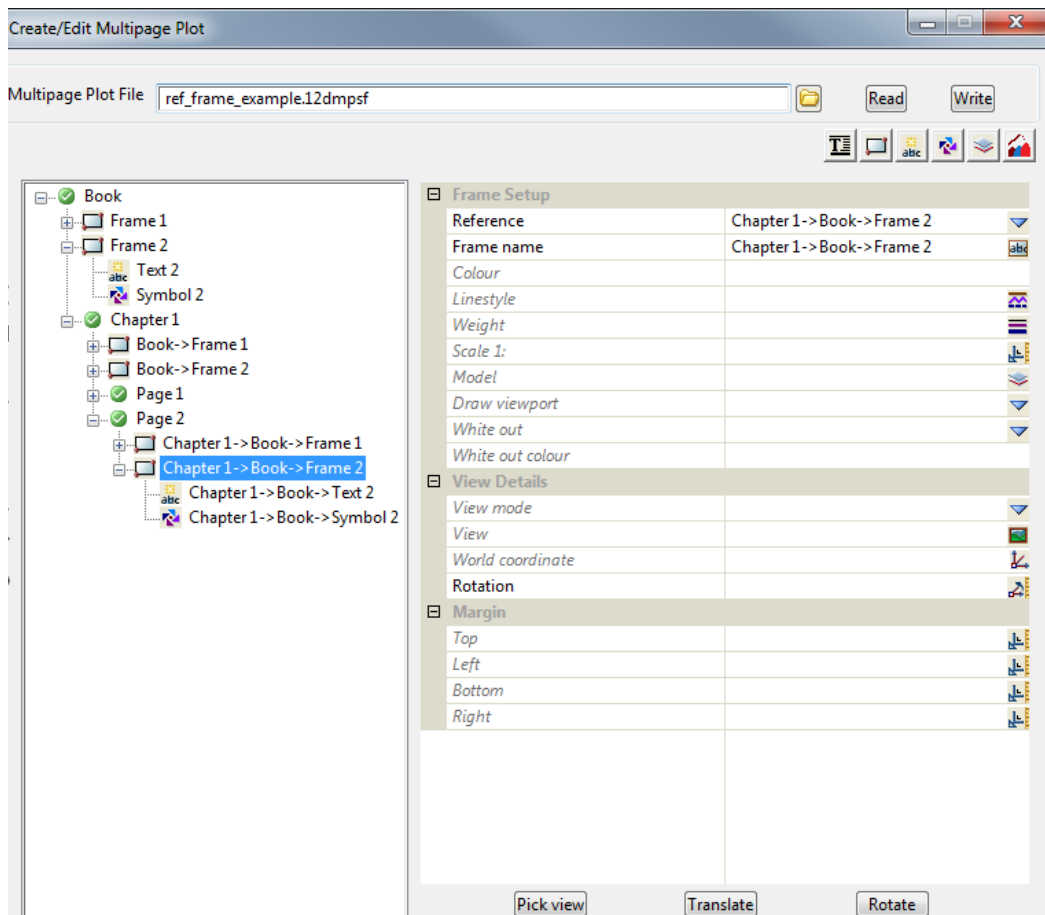 Create/Edit Multipage Plot
Multipage Plot File ref_frame_example.12dmpsf Read Write
Book
Frame 1
Frame 2
Text 2
Symbol 2
Chapter 1
Book->Frame 1
Book->Frame 2
Page 1
Page 2
Chapter 1->Book->Frame 1
Chapter 1->Book->Frame 2
Chapter 1->Book->Text 2
Chapter 1->Book->Symbol 2
Frame Setup
Reference Chapter 1->Book->Frame 2
Frame name Chapter 1->Book->Frame 2
Colour
Linestyle
Weight
Scale 1:
Model
Draw viewport
White out
White out colour
View Details
View mode
View
World coordinate
Rotation
Margin
Top
Left
Bottom
Right
Pick view Translate Rotate